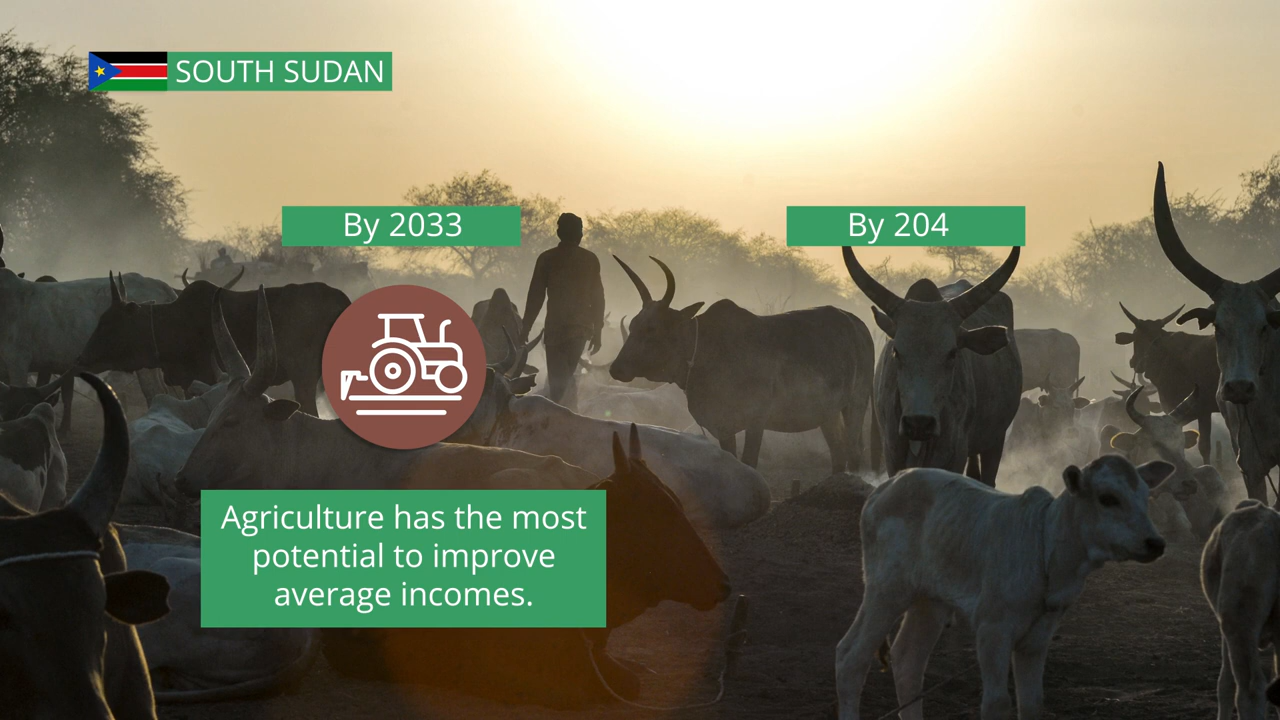 SOUTH SUDAN
By 2033
By 204
Agriculture has the most
potential to improve
average incomes.